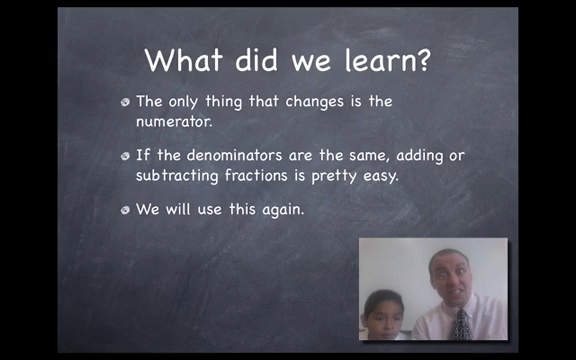 What did we learn?
The only thing that changes is the
numerator.
If the denominators are the same, adding or
subtracting fractions is pretty easy.
We will use this again.